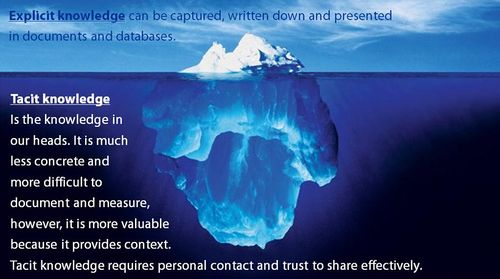 Explicit knowledge can be captured, written down and presented
in documents and databases.
Tacit knowledge
Is the knowledge in
our heads. It is much
less concrete and
more difficult to
document and measure,
however, it is more valuable
because it provides context.
Tacit knowledge requires personal contact and trust to share effectively.